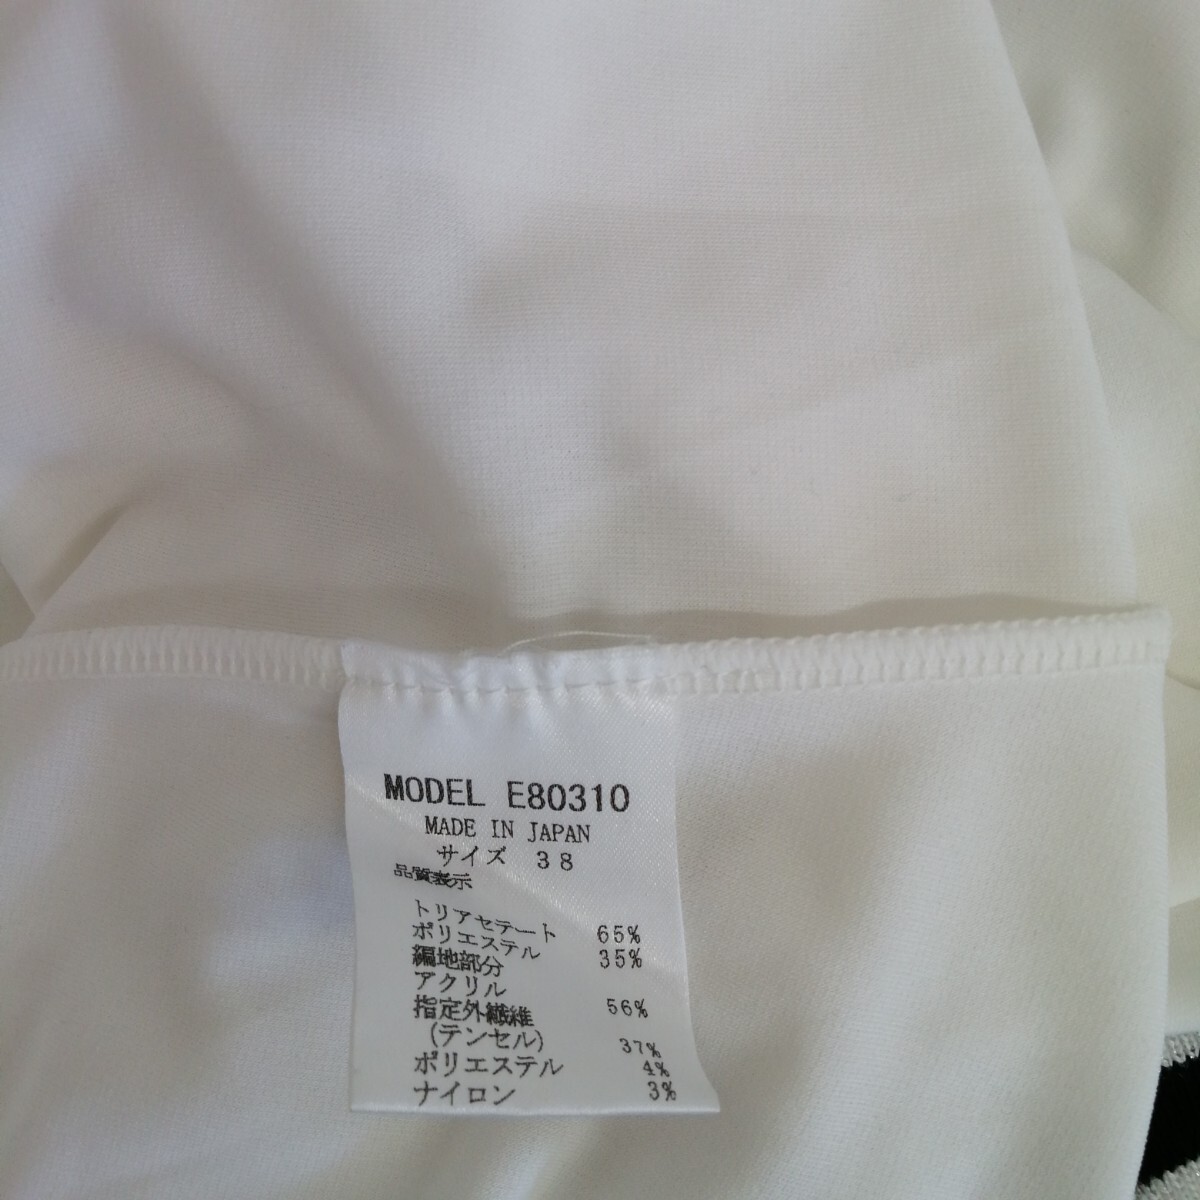 MODEL E80310
MADE IN JAPAN
サイズ 38
品質表示
トリアセテート 65%
ポリエステル 35%
編地部分
アクリル 56%
指定外繊維
(テンセル) 37%
ポリエステル 4%
ナイロン 3%